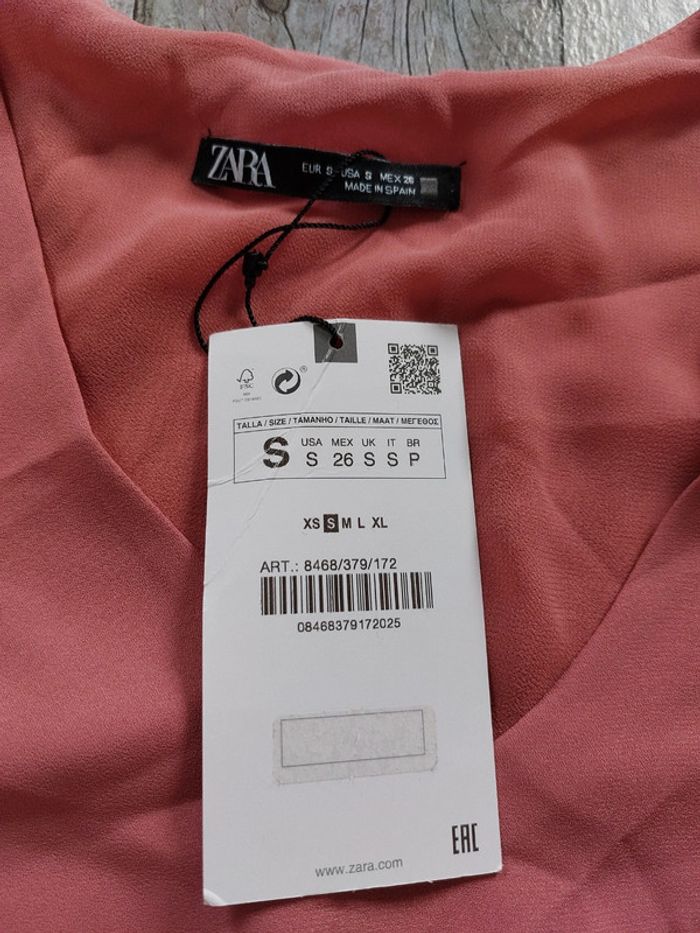 ZARA
EUR S USA S MEX 26
MADE IN SPAIN
FSC
TALLA / SIZE / TAMANHO / TAILLE / MAAT / ΜΕΓΕΘΟΣ
S
USA MEX UK IT BR
S 26 S S P
XS S M L XL
ART.: 8468/379/172
08468379172025
EAC
www.zara.com